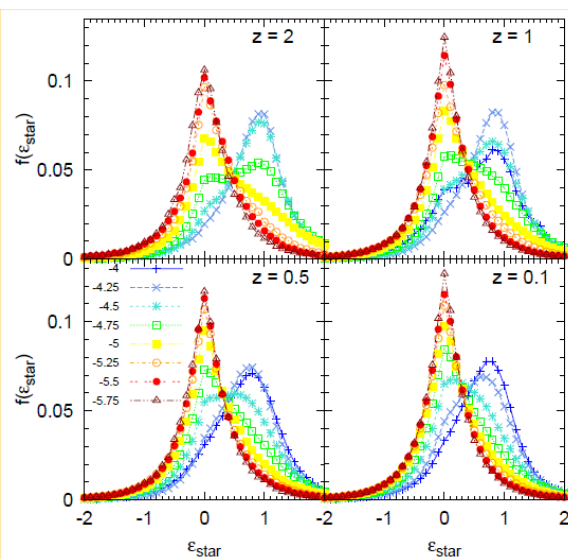 z = 2
z = 1
0.1
0.05
0
f(ε_star)
z = 0.5
z = 0.1
-4
-4.25
-4.5
-4.75
-5
-5.25
-5.5
-5.75
0.1
0.05
0
f(ε_star)
-2 -1 0 1 -2 -1 0 1 2
ε_star ε_star